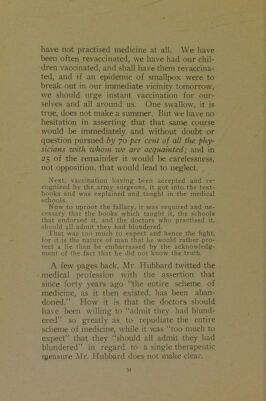 have not practised medicine at all. We have
been often revaccinated, we have had our chil-
dren vaccinated, and shall have them revaccina-
ted, and if an epidemic of smallpox were to
break out in our immediate vicinity tomorrow,
we should urge instant vaccination for our-
selves and all around us. One swallow, it is
true, does not make a summer. But we have no
hesitation in asserting that that same course
would be immediately and without doubt or
question pursued by 70 per cent of all the phy-
sicians with whom we are acquainted; and in
25 of the remainder it would be carelessness,
not opposition, that would lead to neglect.
Next, vaccination having been accepted and re-
cognized by the army surgeons, it got into the text-
books and was explained and taught in the medical
schools.
Now to uproot the fallacy, it was required and ne-
cessary that the books which taught it, the schools
that endorsed it, and the doctors who practised it,
should all admit they had blundered.
That was too much to expect and hence the fight,
for it is the nature of man that he would rather pro-
tect a lie than be embarrassed by the acknowledg-
ment of the fact that he did not know the truth.
A few pages back, Mr. Hubbard twitted the
medical profession with the assertion that
since forty years ago "the entire scheme of
medicine, as it then existed, has been aban-
doned." How it is that the doctors should
have been willing to "admit they had blund-
ered" so greatly as to repudiate the entire
scheme of medicine, while it was "too much to
expect" that they "should all admit they had
blundered" in regard to a single therapeutic
measure Mr. Hubbard does not make clear.